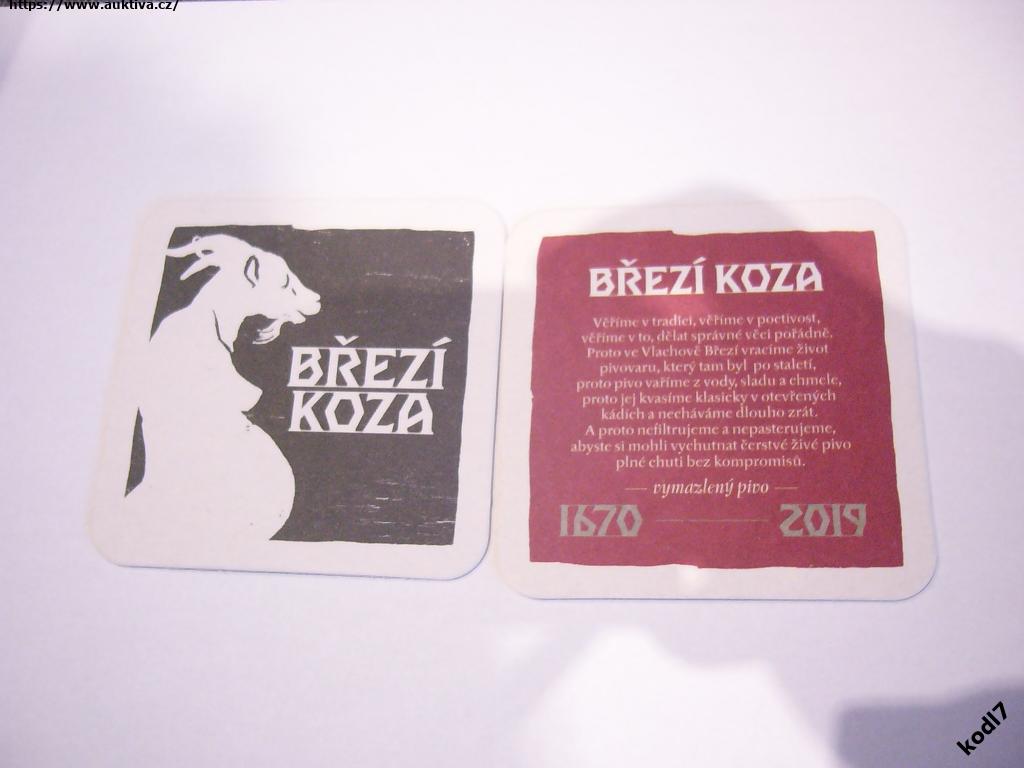 https://www.auktiva.cz/
BŘEZÍ
KOZA
BŘEZÍ KOZA
Věříme v tradici, věříme v poctivost,
věříme v to, dělat správné věci pořádně.
Proto ve Vlachově Březí vracíme život
pivovaru, který tam byl po staletí,
proto pivo vaříme z vody, sladu a chmele,
proto jej kvasíme klasicky v otevřených
kádích a necháváme dlouho zrát.
A proto nefiltrujeme a nepasterujeme,
abyste si mohli vychutnat čerstvé živé pivo
plné chuti bez kompromisů.
— vymazlený pivo —
1670 — 2019
kodl7